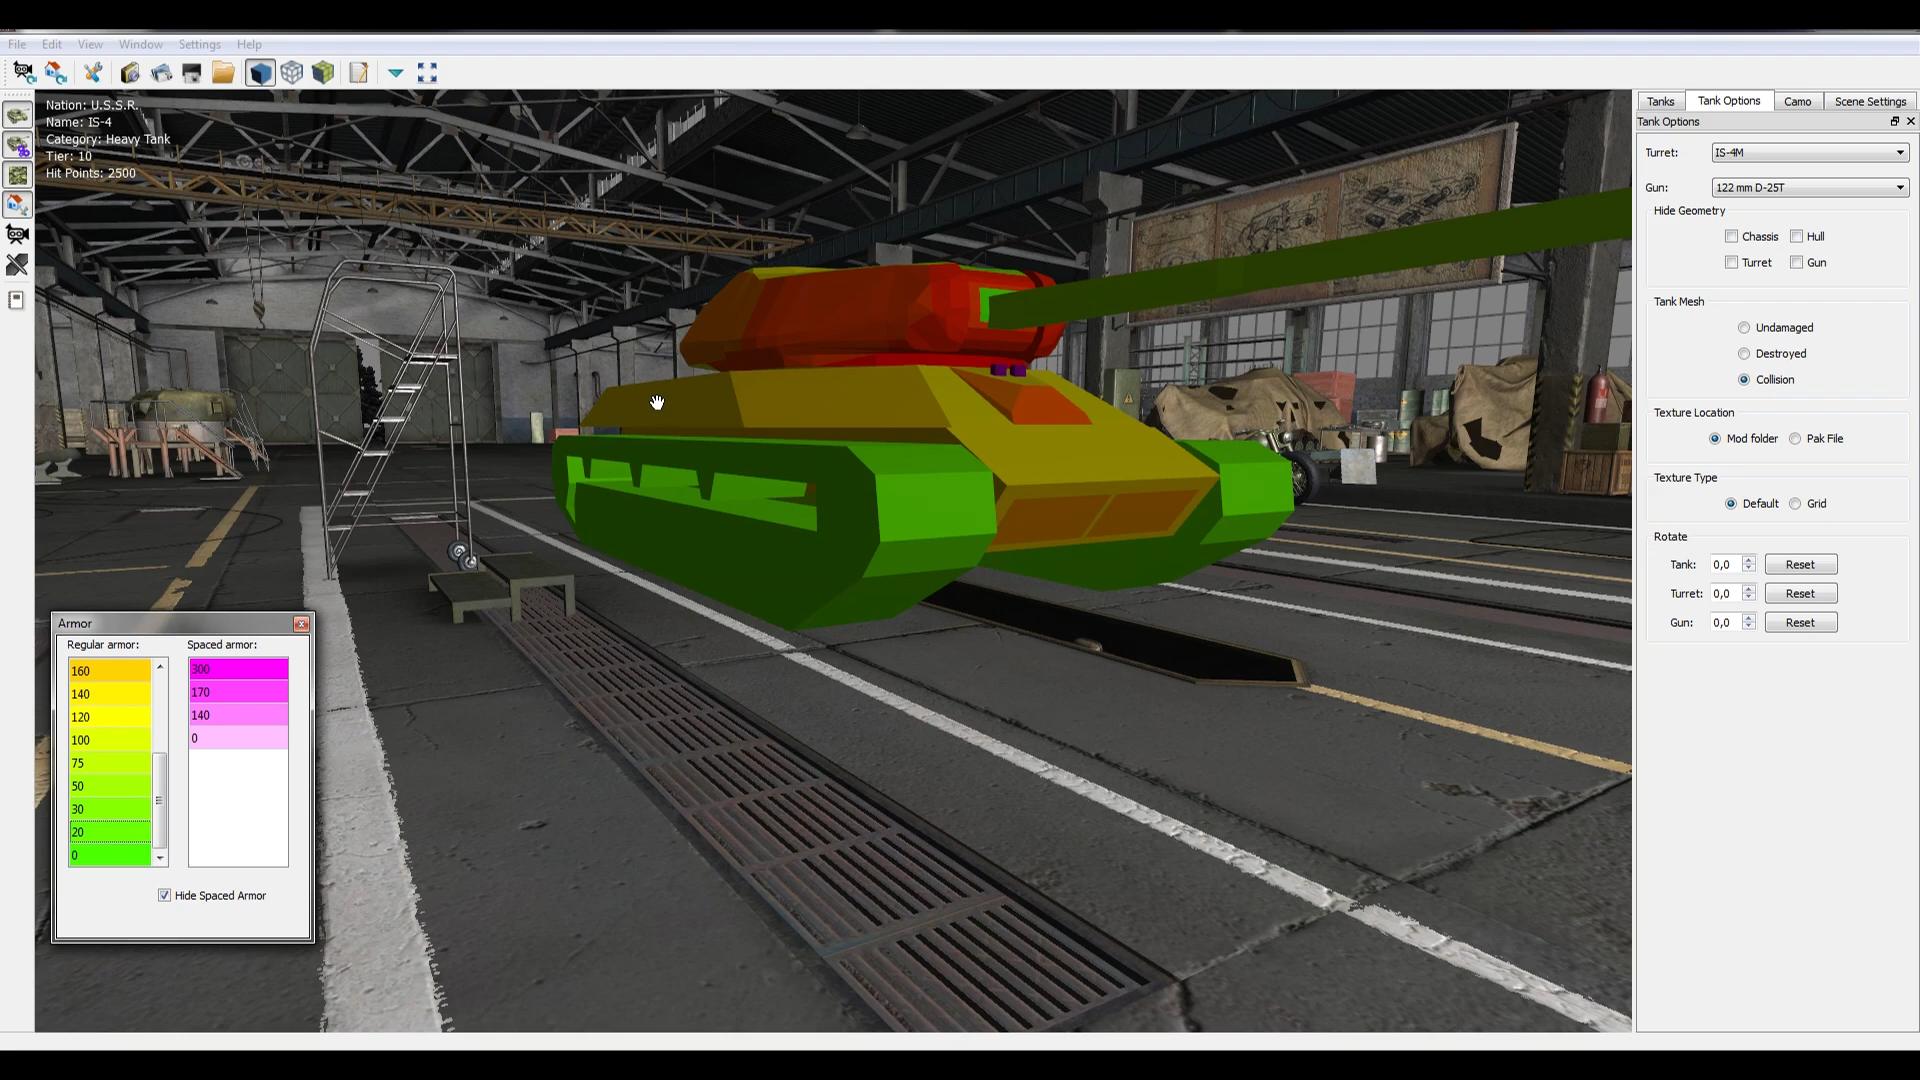 File Edit View Window Settings Help
Nation: U.S.S.R.
Name: IS-4
Category: Heavy Tank
Tier: 10
Hit Points: 2500
Tanks Tank Options Camo Scene Settings
Tank Options
Turret: IS-4M
Gun: 122 mm D-25T
Hide Geometry
Chassis Hull
Turret Gun
Tank Mesh
Undamaged
Destroyed
Collision
Texture Location
Mod folder Pak File
Texture Type
Default Grid
Rotate
Tank: 0,0 Reset
Turret: 0,0 Reset
Gun: 0,0 Reset
Armor
Regular armor: Spaced armor:
160 300
140 170
120 140
100 0
75
50
30
20
0
Hide Spaced Armor